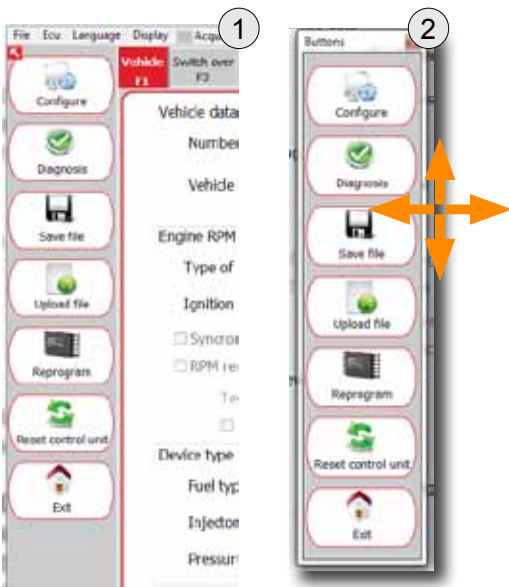 1
File Ecu Language Display Acqu
Vehicle F1
Switch over F2
Configure
Diagnosis
Save file
Upload file
Reprogram
Reset control unit
Exit
Vehicle data
Number
Vehicle
Engine RPM
Type of
Ignition
Syncron
RPM re
Te
Device type
Fuel typ
Injector
Pressur
2
Buttons
Configure
Diagnosis
Save file
Upload file
Reprogram
Reset control unit
Exit